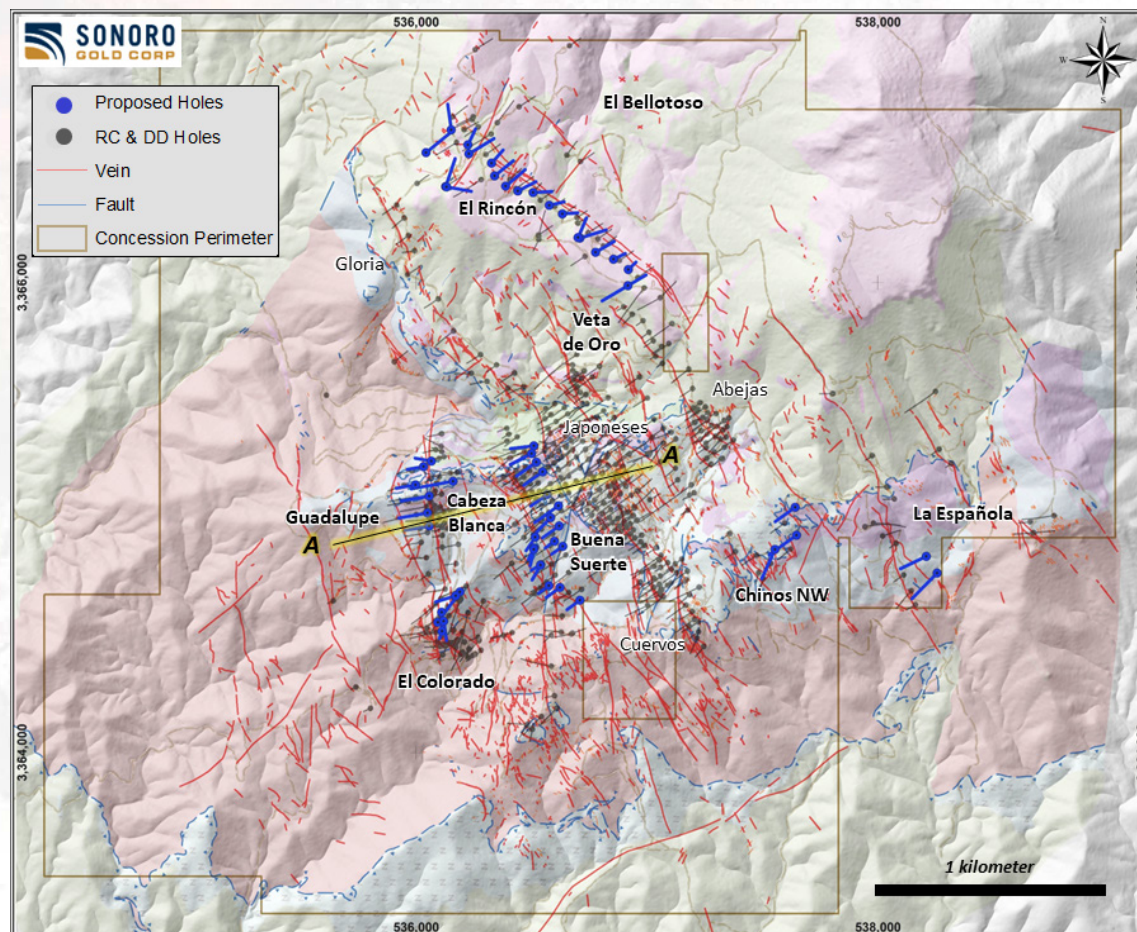 536,000
538,000
SONORO
GOLD CORP
N
W
E
S
Proposed Holes
RC & DD Holes
Vein
Fault
Concession Perimeter
El Bellotoso
El Rincón
Gloria
3,366,000
Veta
de Oro
Abejas
Japoneses
A
Cabeza
Blanca
Guadalupe
A
La Española
Buena
Suerte
Chinos NW
Cuervos
El Colorado
3,364,000
1 kilometer
536,000
538,000